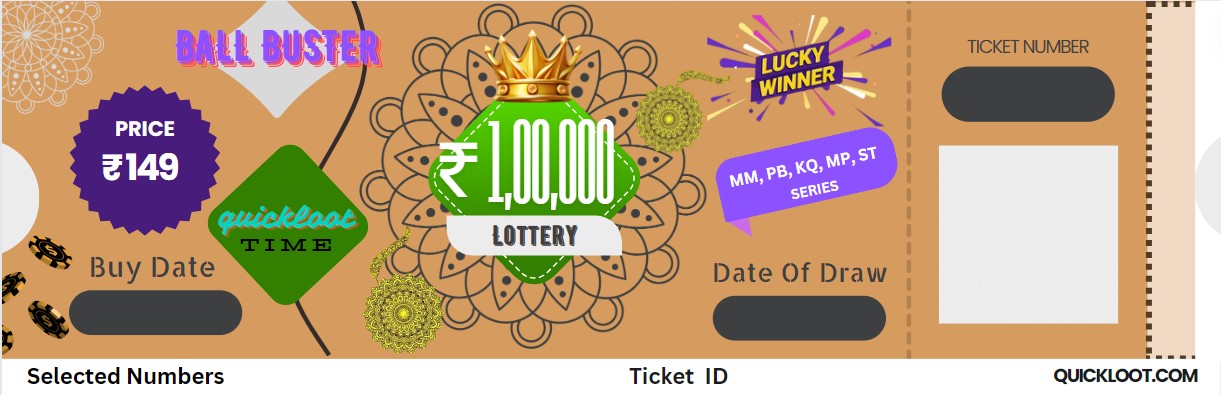 BALL BUSTER
PRICE
₹149
quickloot
TIME
Buy Date
₹ 1,00,000
LOTTERY
LUCKY
WINNER
MM, PB, KQ, MP, ST
SERIES
Date Of Draw
TICKET NUMBER
Selected Numbers
Ticket ID
QUICKLOOT.COM